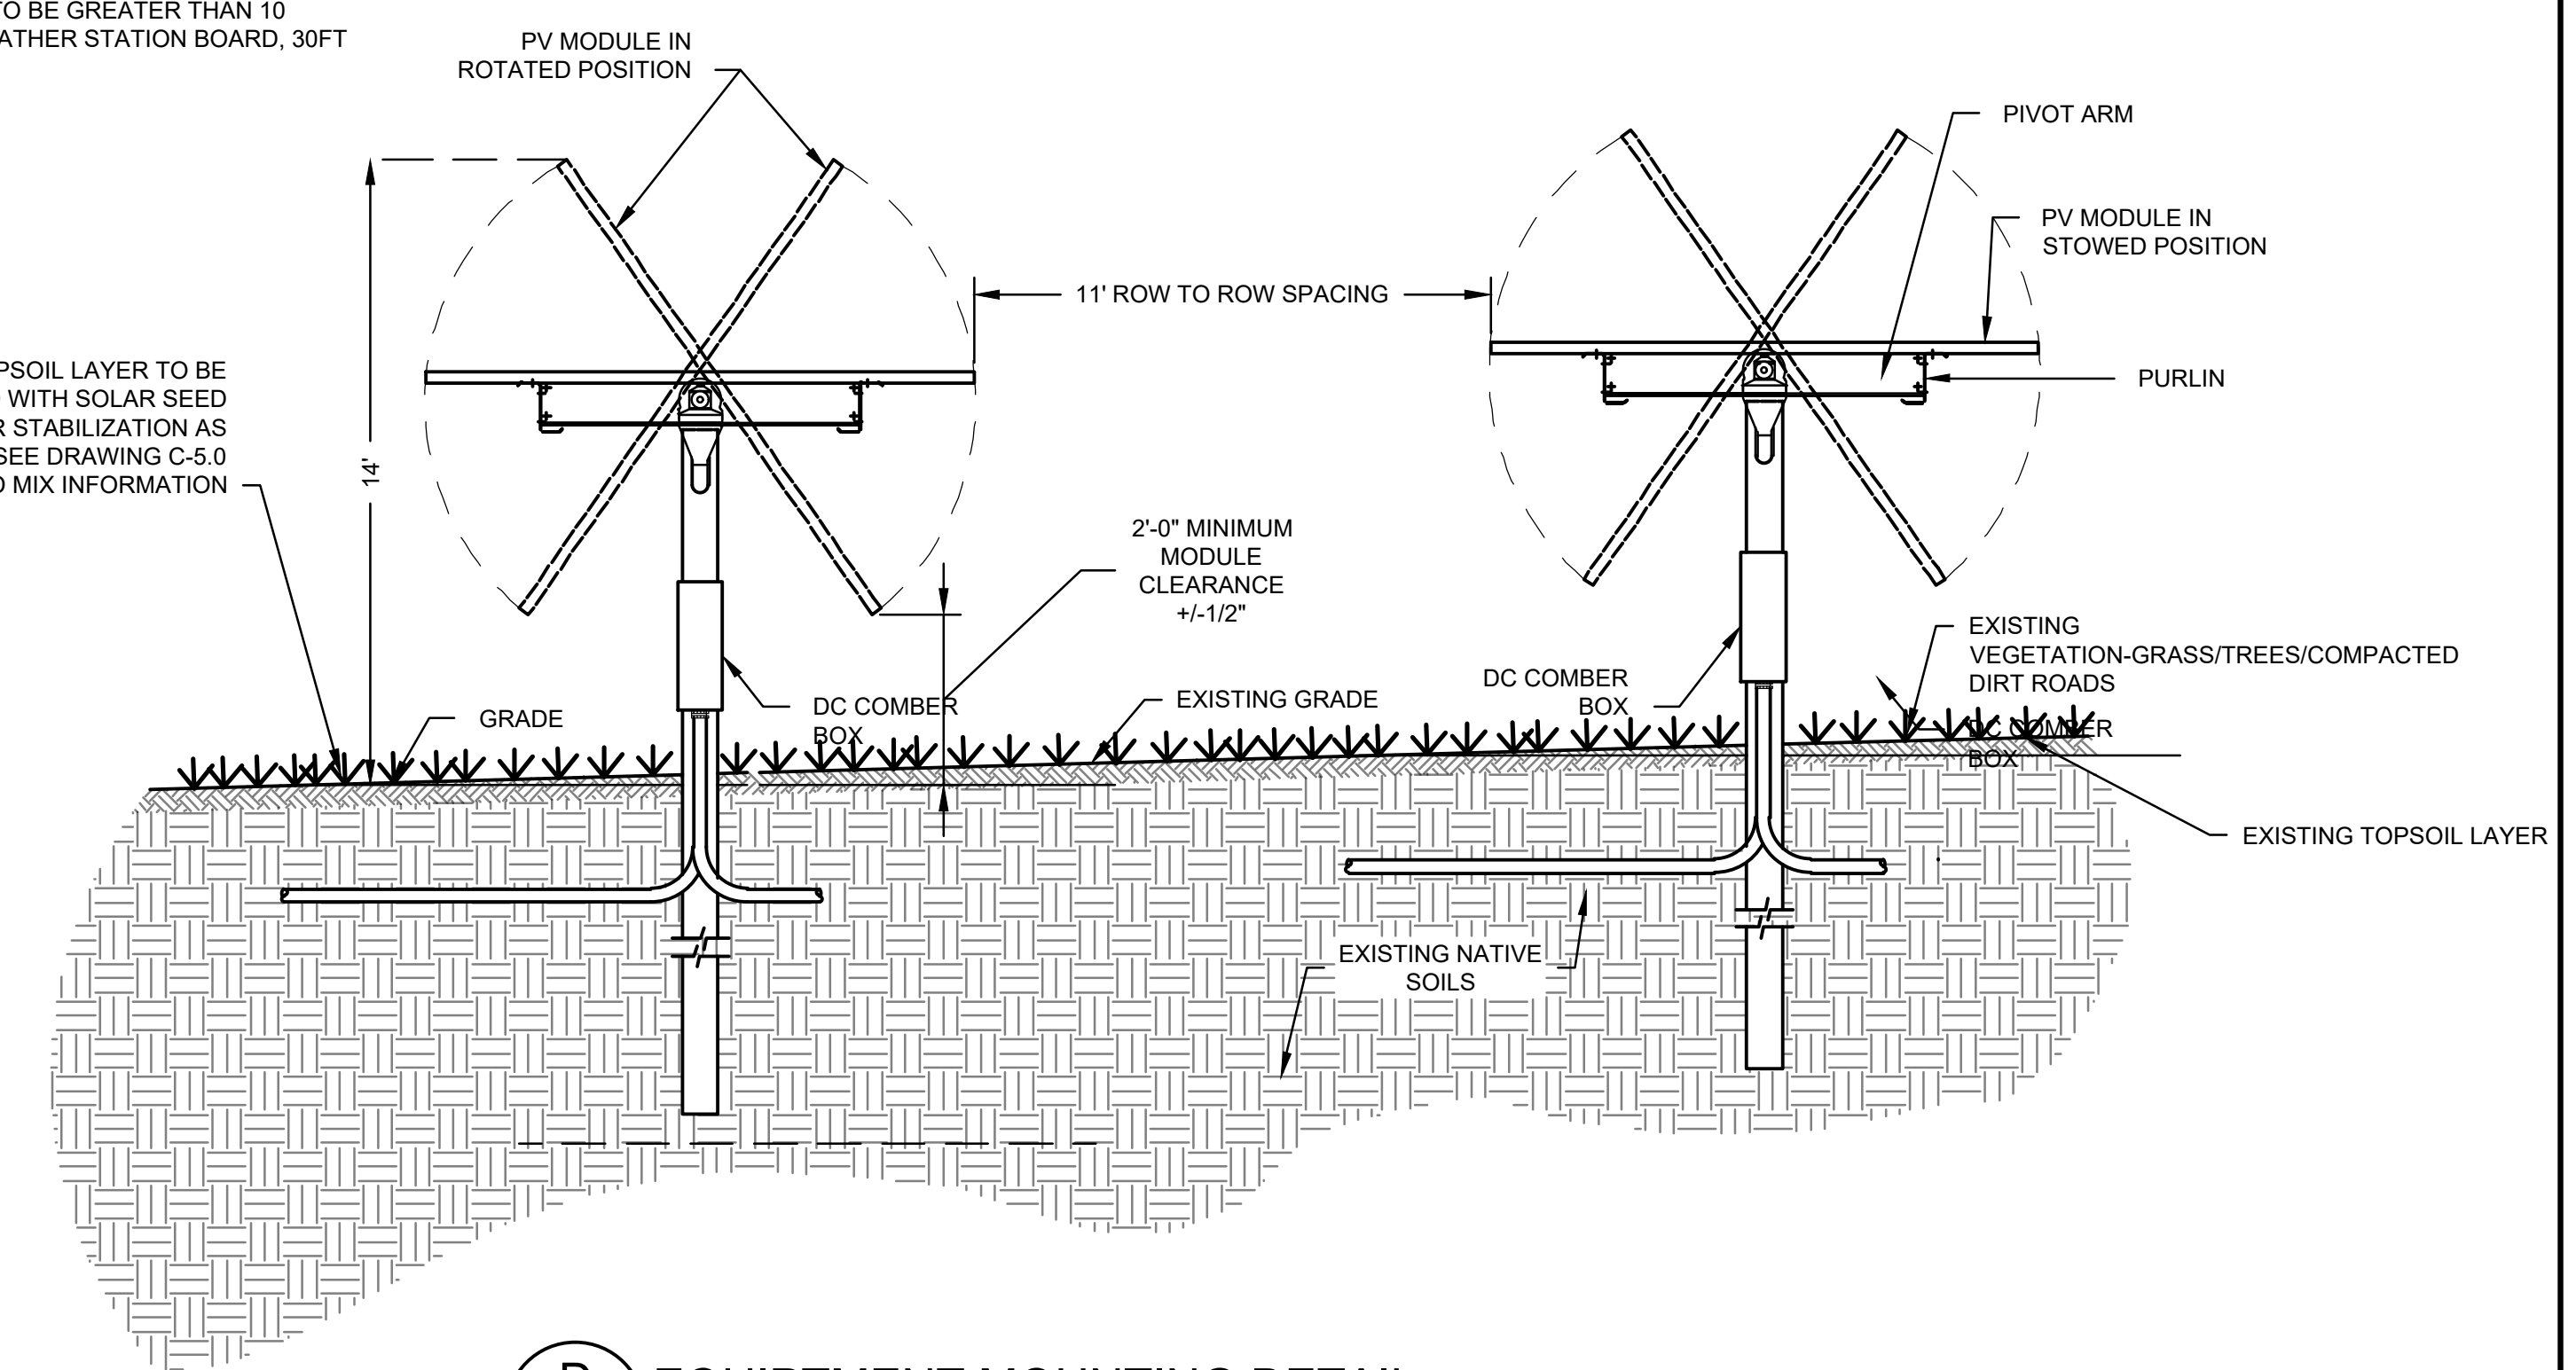 TO BE GREATER THAN 10
ATHER STATION BOARD, 30FT
PV MODULE IN
ROTATED POSITION
PIVOT ARM
PV MODULE IN
STOWED POSITION
11' ROW TO ROW SPACING
PURLIN
PSOIL LAYER TO BE
WITH SOLAR SEED
R STABILIZATION AS
SEE DRAWING C-5.0
D MIX INFORMATION
14'
2'-0" MINIMUM
MODULE
CLEARANCE
+/-1/2"
EXISTING
VEGETATION-GRASS/TREES/COMPACTED
DIRT ROADS
GRADE
DC COMBER
BOX
EXISTING GRADE
DC COMBER
BOX
DC COMBER
BOX
EXISTING TOPSOIL LAYER
EXISTING NATIVE
SOILS
EQUIPEMENT MOUNTING DETAIL